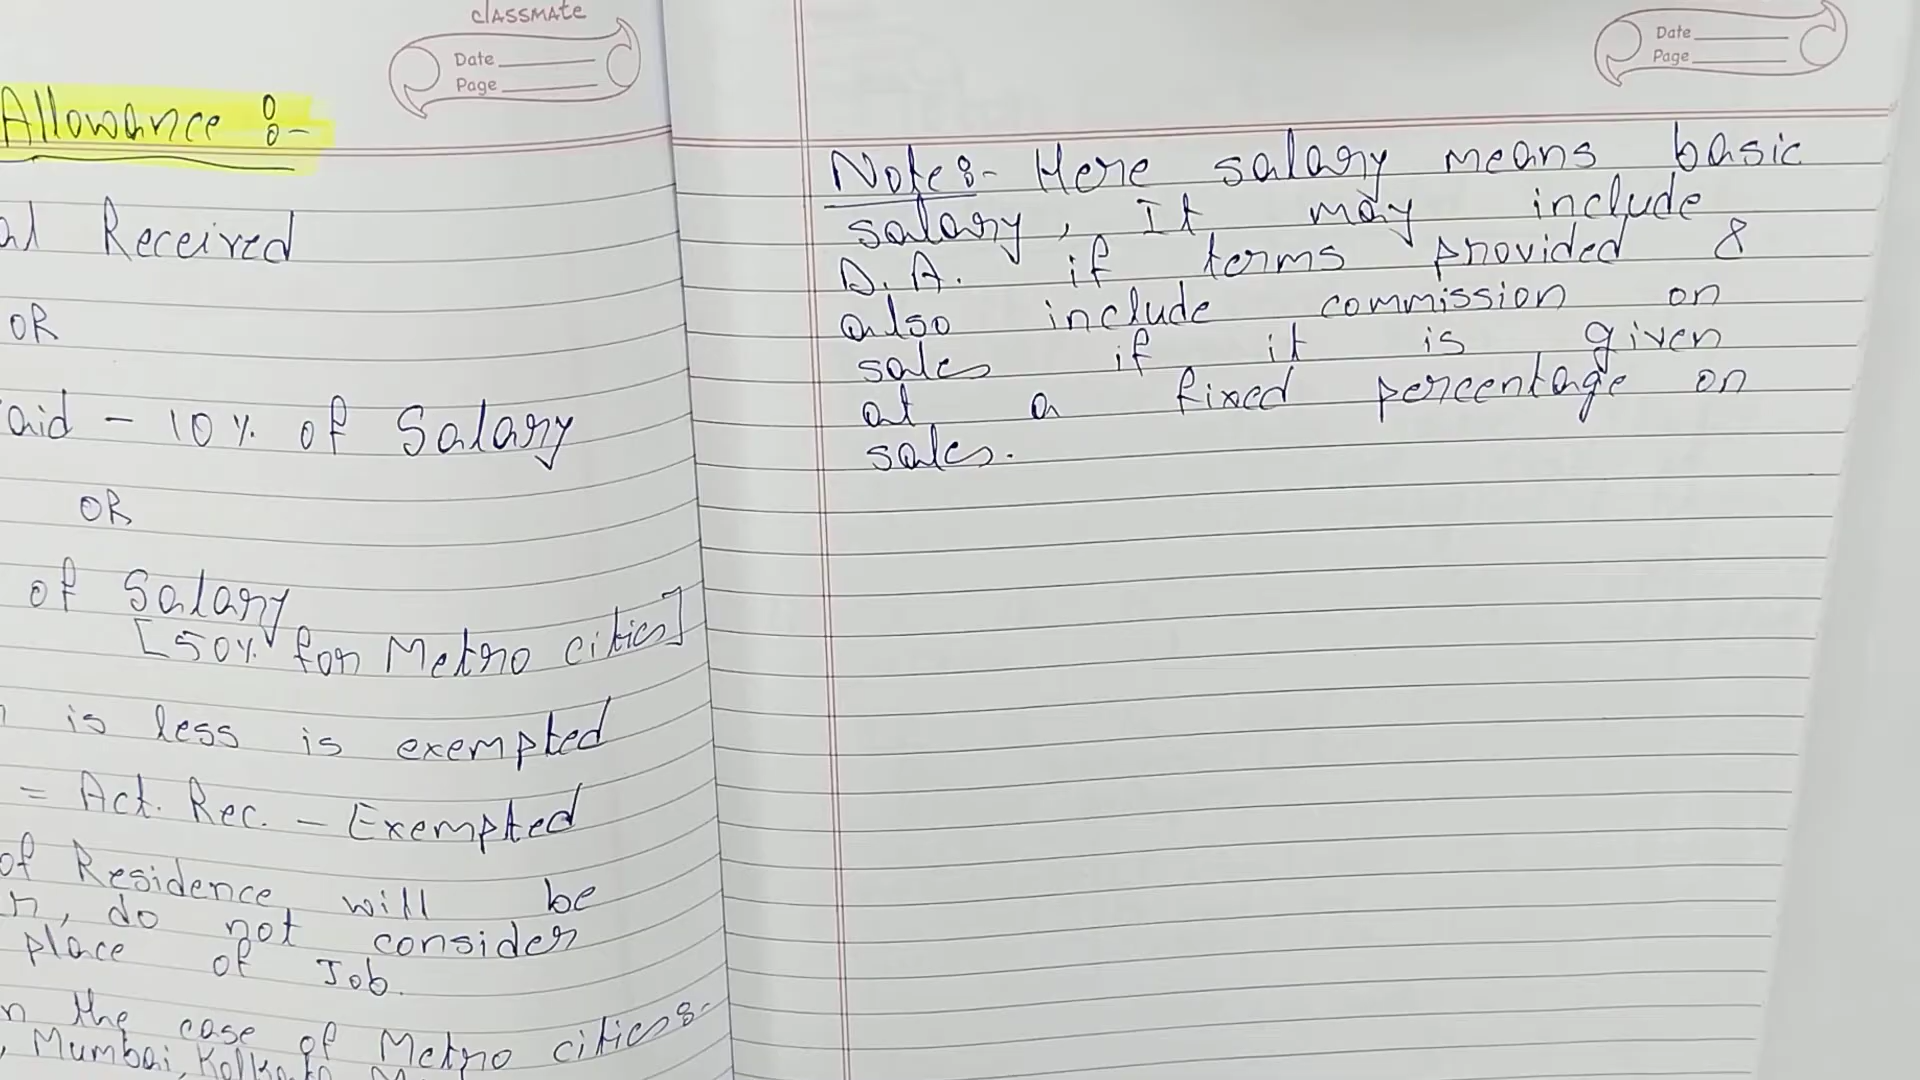 classmate
Date
Page
Allowance :-
al Received
OR
aid - 10% of Salary
OR
of Salary
[50% for Metro cities]
is less is exempted
= Act. Rec. - Exempted
of Residence will be
, do not consider
place of Job.
n the case of Metro cities:-
, Mumbai,
Date
Page
Note:- Here salary means basic
salary, It may include
D.A. if terms provided &
also include commission on
sales if it is given
at a fixed percentage on
sales.